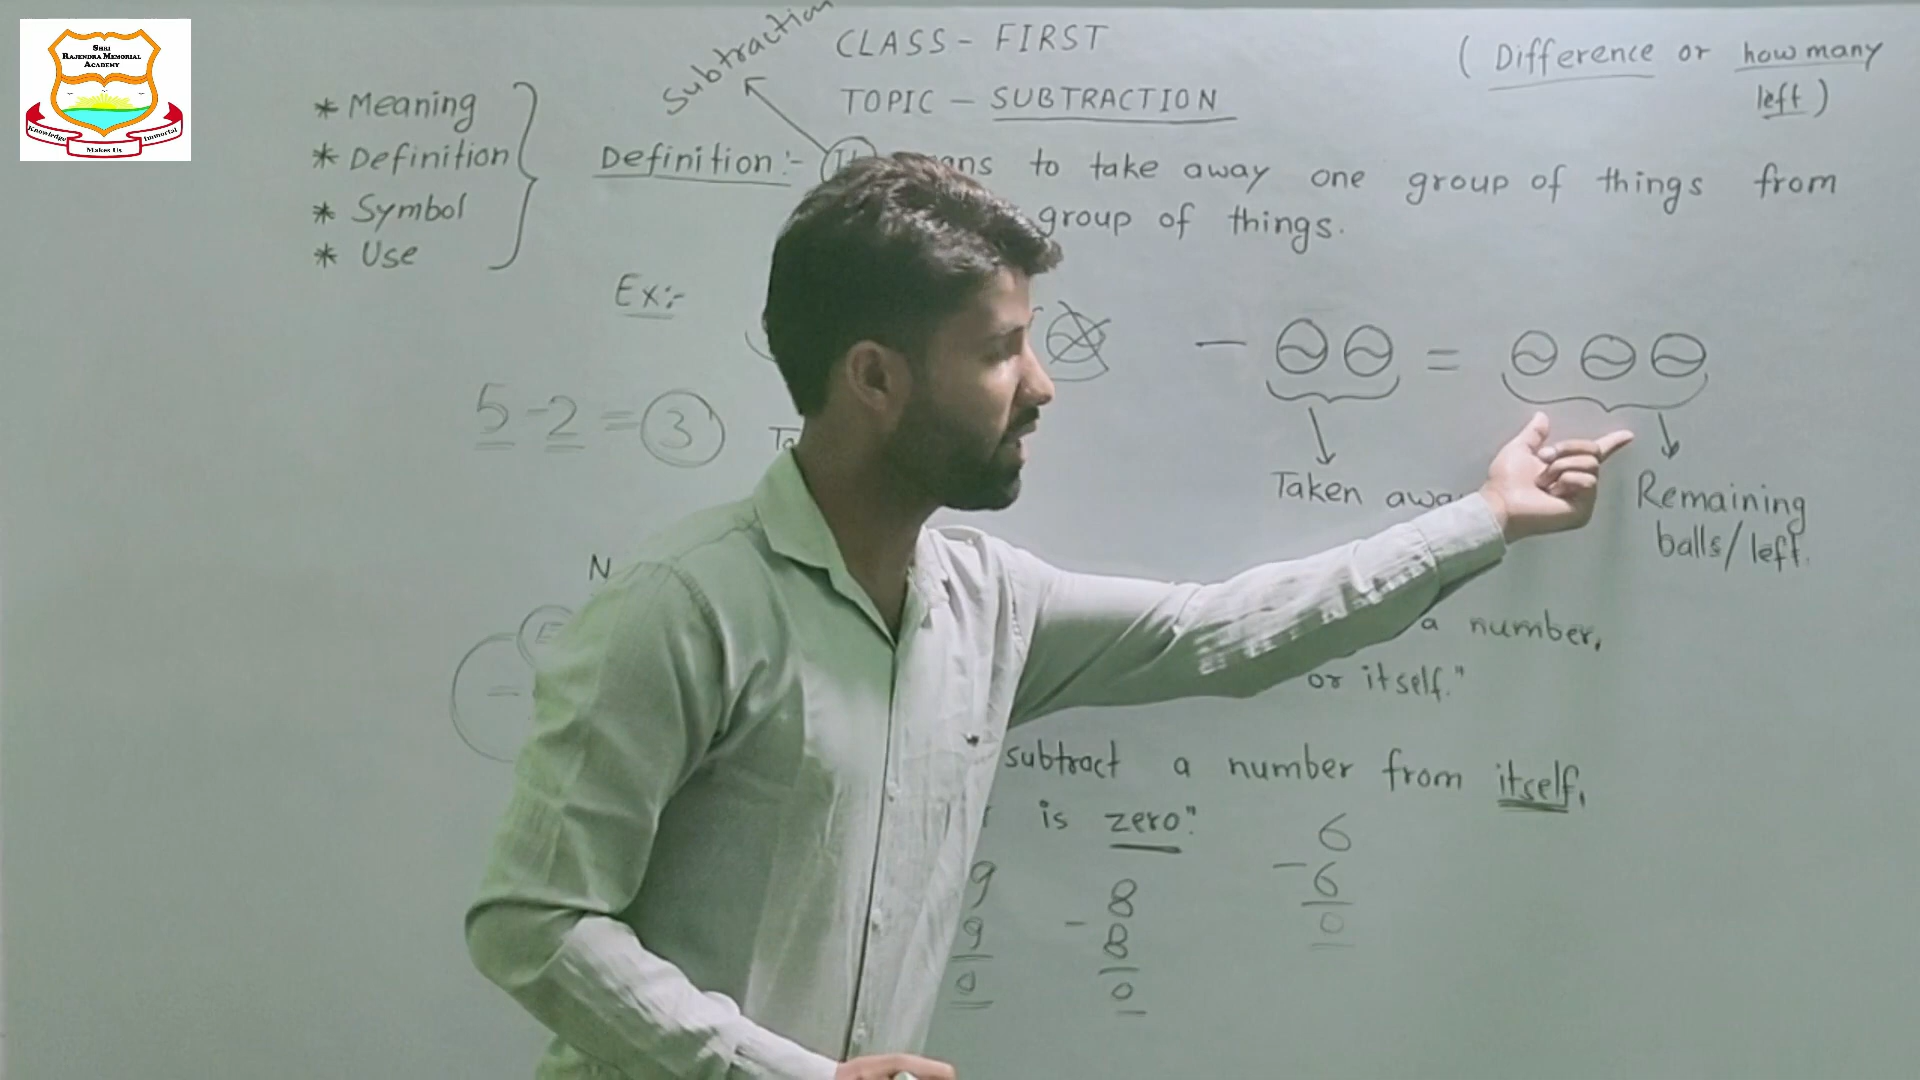 SHRI
RAJENDRA MEMORIAL
ACADEMY
Knowledge Makes Us Immortal
Subtraction
CLASS - FIRST
TOPIC - SUBTRACTION
( Difference or how many
left )
* Meaning
* Definition
* Symbol
* Use
Definition :- It to take away one group of things from
group of things.
Ex:-
- = 
5 - 2 = 3
Taken
Remaining
balls/left.
N
a number,
or itself."
subtract a number from itself,
is zero".
9
9
0
8
- 8
0
6
- 6
0